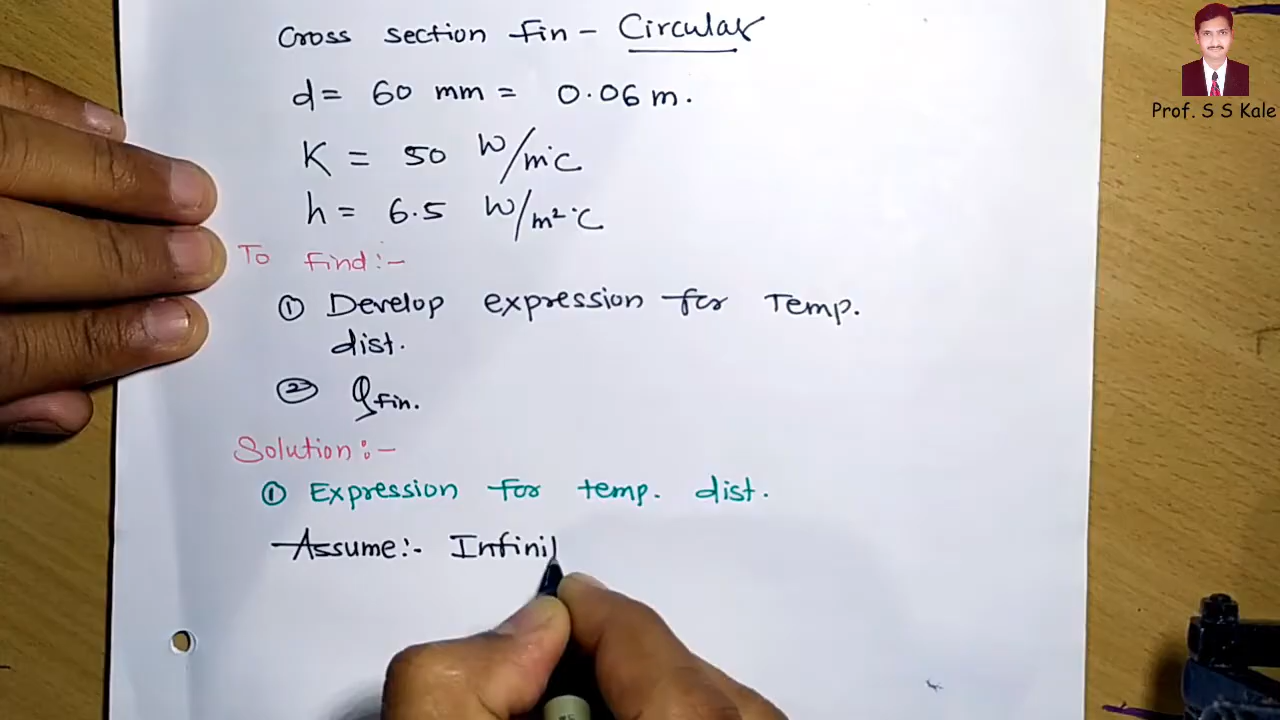 Cross section Fin - Circular
d = 60 mm = 0.06 m.
K = 50 W/m°C
h = 6.5 W/m² °C
To Find:-
① Develop expression for Temp.
dist.
② Q Fin.
Solution:-
① Expression for temp. dist.
Assume:- Infini
Prof. S S Kale